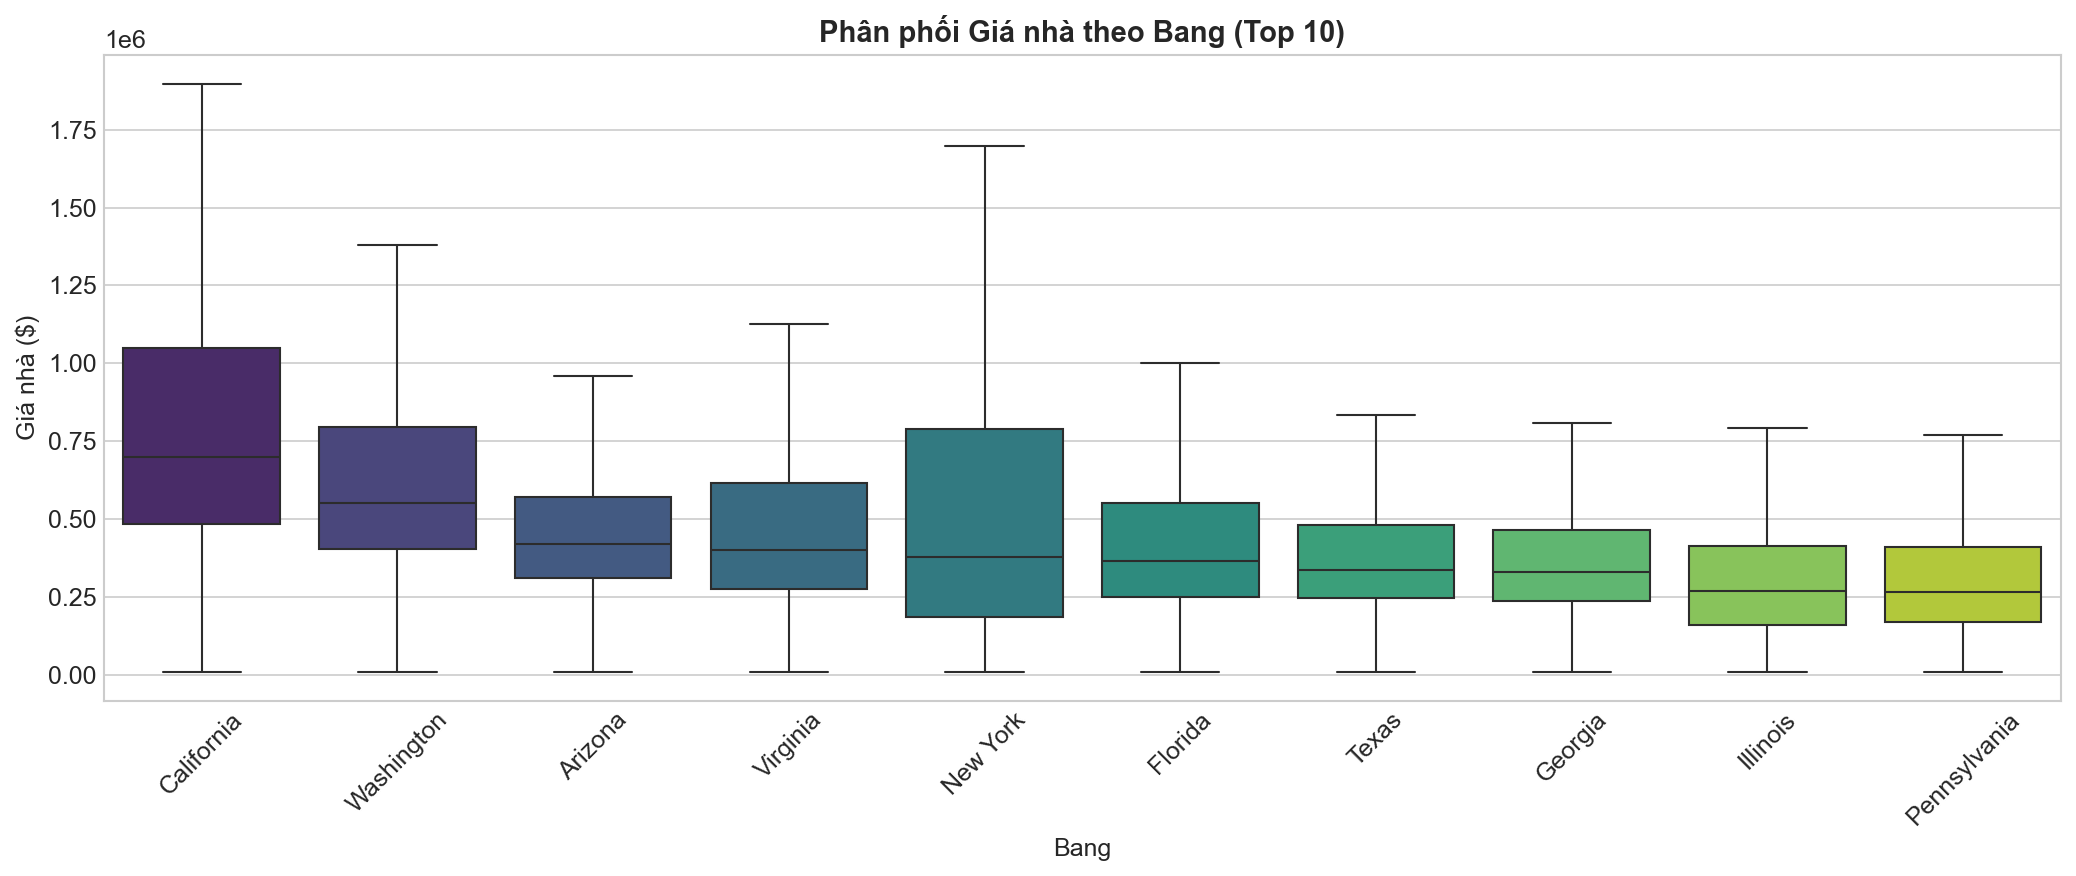 Phân phối Giá nhà theo Bang (Top 10)
1e6
1.75
1.50
1.25
1.00
0.75
0.50
0.25
0.00
Giá nhà ($)
California
Washington
Arizona
Virginia
New York
Florida
Texas
Georgia
Illinois
Pennsylvania
Bang